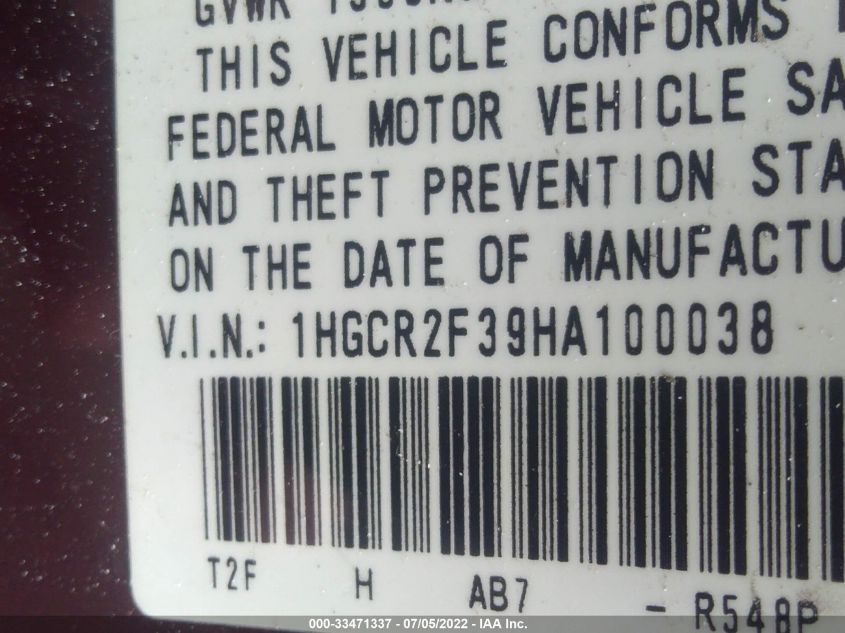 GVWR
THIS VEHICLE CONFORMS
FEDERAL MOTOR VEHICLE SA
AND THEFT PREVENTION STA
ON THE DATE OF MANUFACTU
V.I.N.: 1HGCR2F39HA100038
T2F H AB7 - R548P
000-33471337 - 07/05/2022 - IAA Inc.